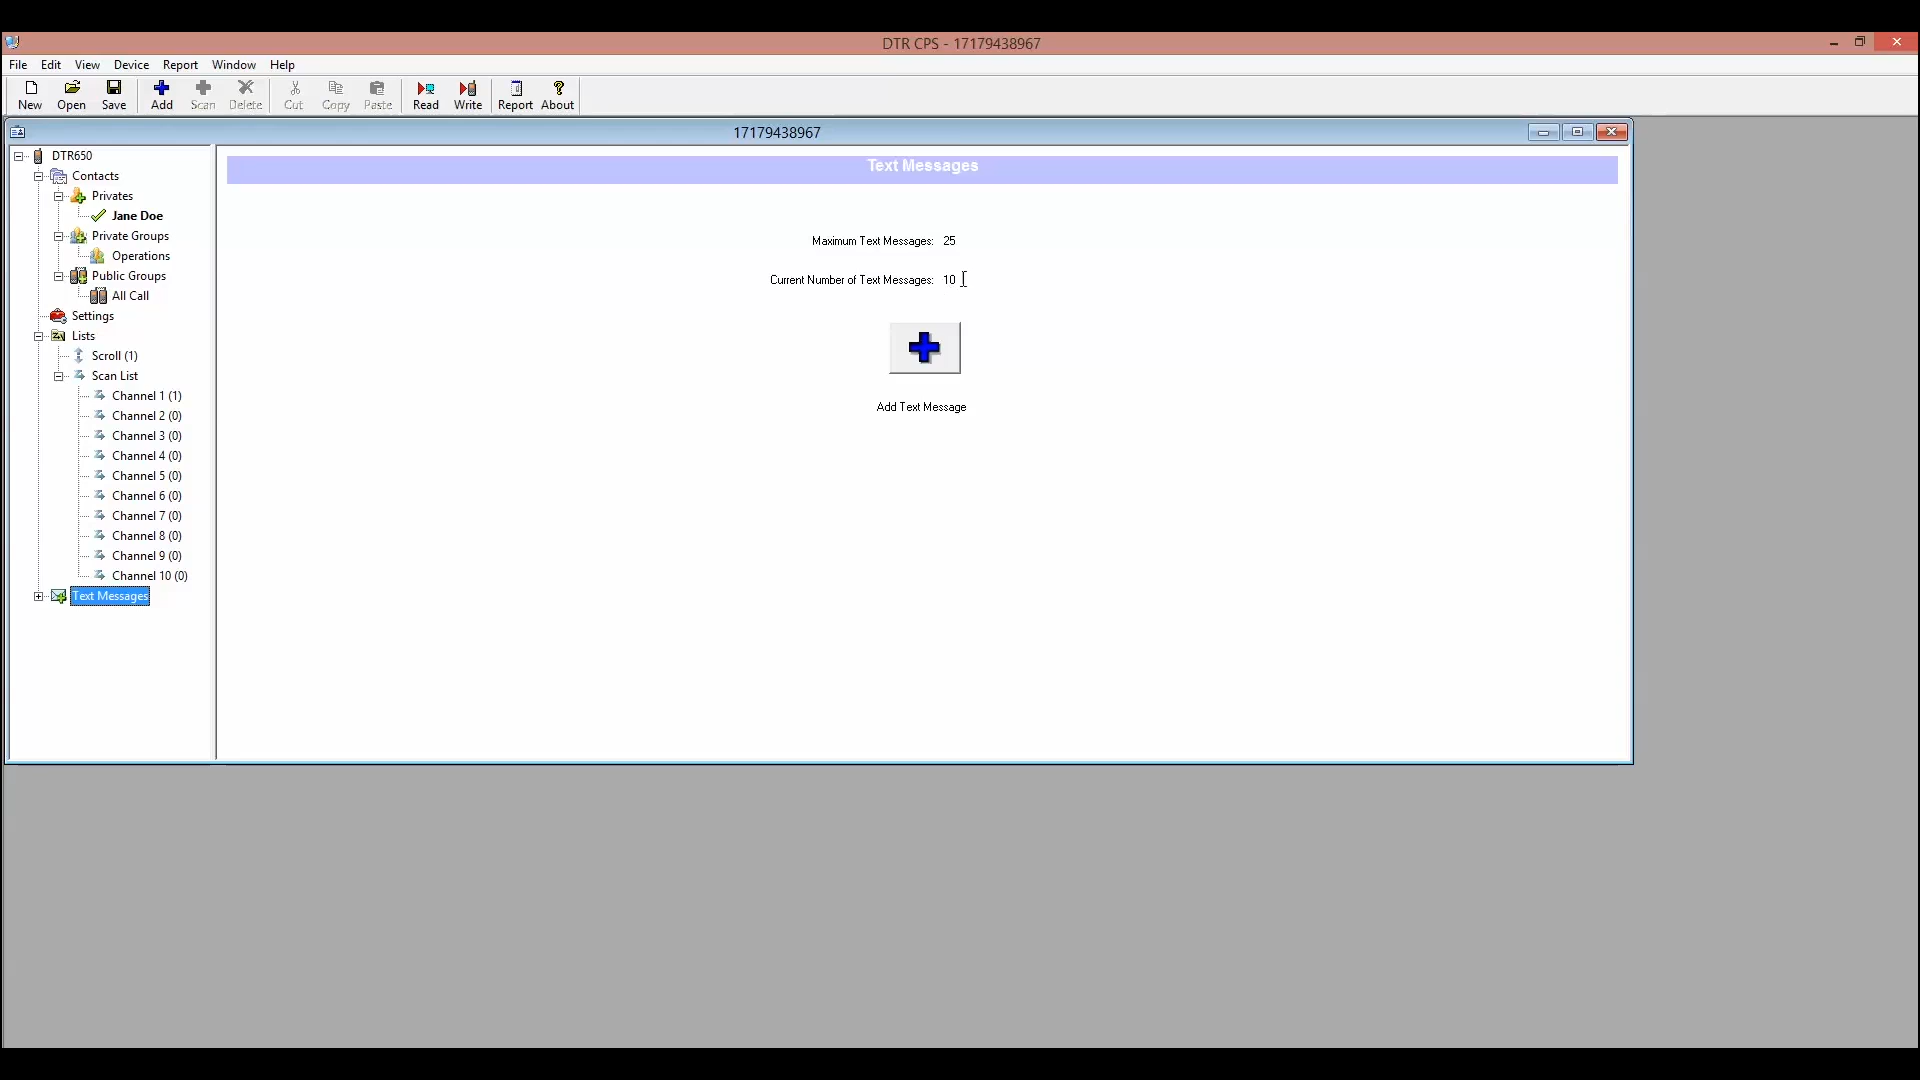 DTR CPS - 17179438967
File Edit View Device Report Window Help
New Open Save Add Scan Delete Cut Copy Paste Read Write Report About
17179438967
DTR650
Contacts
Privates
Jane Doe
Private Groups
Operations
Public Groups
All Call
Settings
Lists
Scroll (1)
Scan List
Channel 1 (1)
Channel 2 (0)
Channel 3 (0)
Channel 4 (0)
Channel 5 (0)
Channel 6 (0)
Channel 7 (0)
Channel 8 (0)
Channel 9 (0)
Channel 10 (0)
Text Messages
Text Messages
Maximum Text Messages: 25
Current Number of Text Messages: 10
Add Text Message